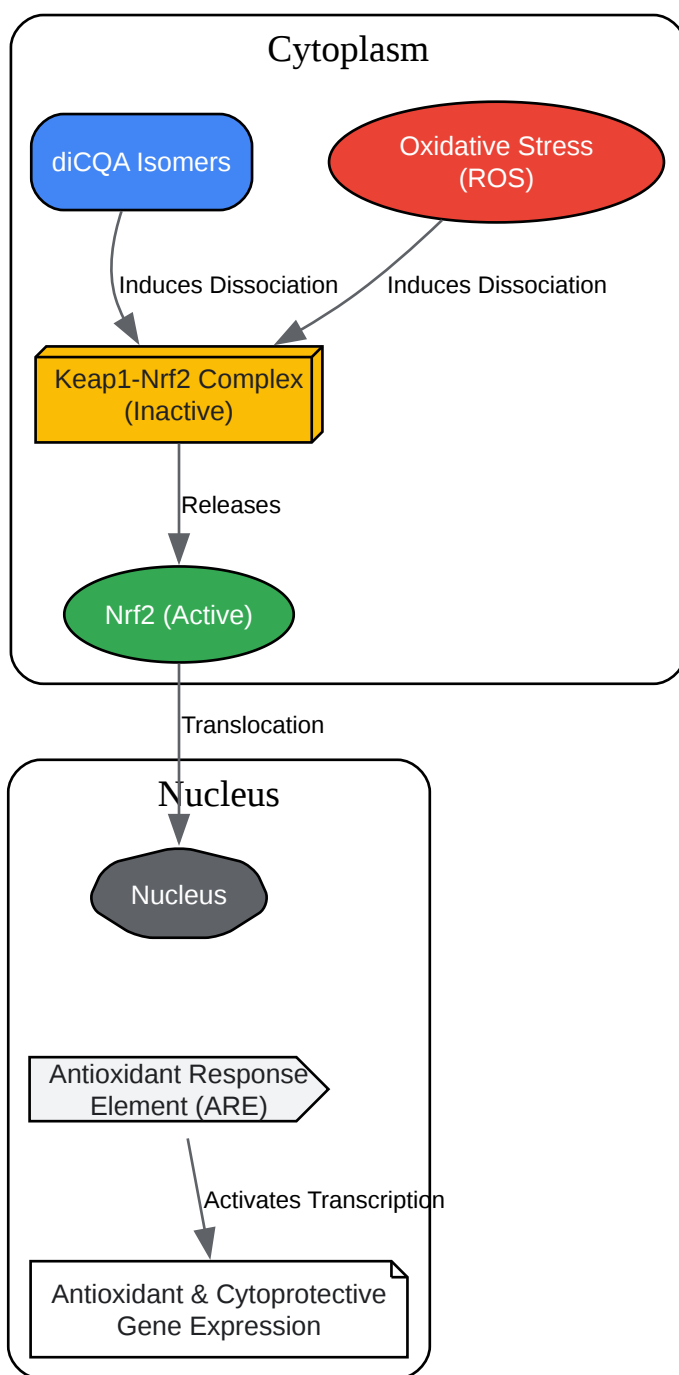 Cytoplasm
diCQA Isomers
Oxidative Stress
(ROS)
Induces Dissociation
Induces Dissociation
Keap1-Nrf2 Complex
(Inactive)
Releases
Nrf2 (Active)
Translocation
Nucleus
Nucleus
Antioxidant Response
Element (ARE)
Activates Transcription
Antioxidant & Cytoprotective
Gene Expression